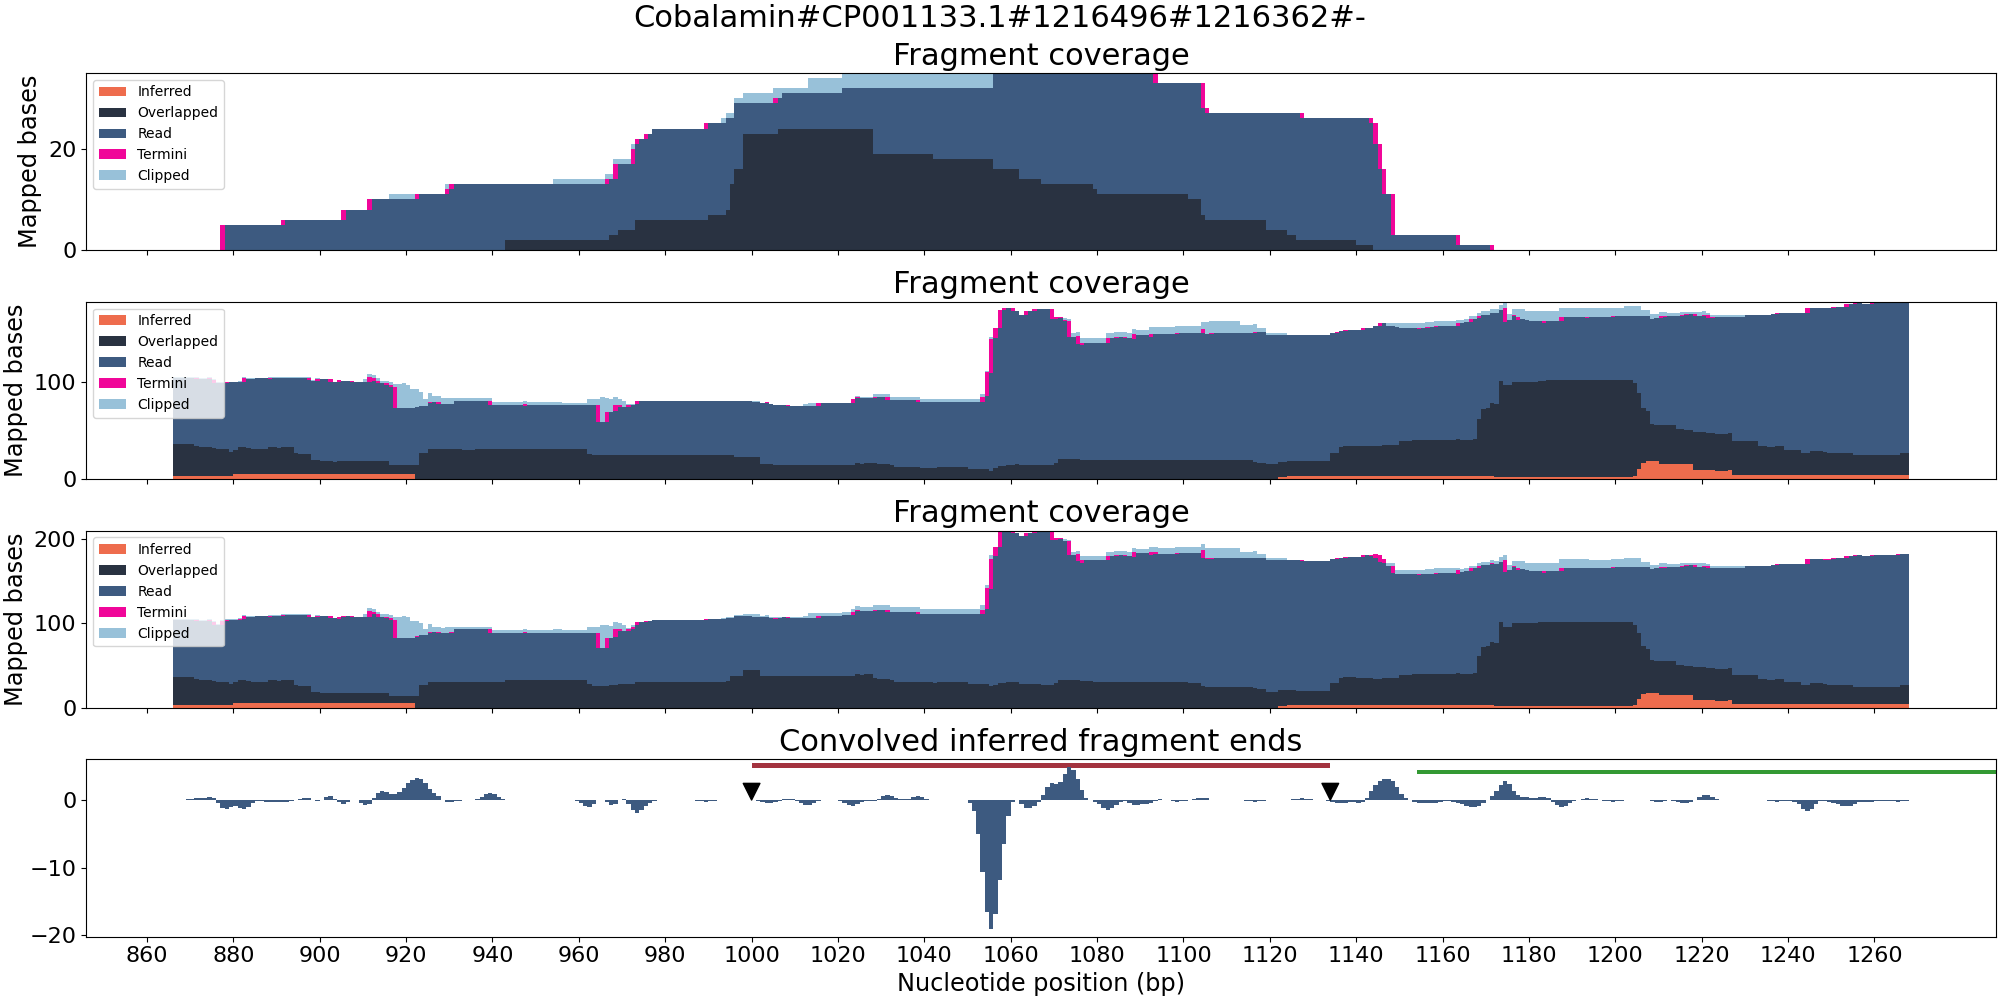 Cobalamin#CP001133.1#1216496#1216362#-
Fragment coverage
Mapped bases
20
0
Inferred
Overlapped
Read
Termini
Clipped
Fragment coverage
Mapped bases
100
0
Inferred
Overlapped
Read
Termini
Clipped
Fragment coverage
Mapped bases
200
100
0
Inferred
Overlapped
Read
Termini
Clipped
Convolved inferred fragment ends
0
−10
−20
860 880 900 920 940 960 980 1000 1020 1040 1060 1080 1100 1120 1140 1160 1180 1200 1220 1240 1260
Nucleotide position (bp)